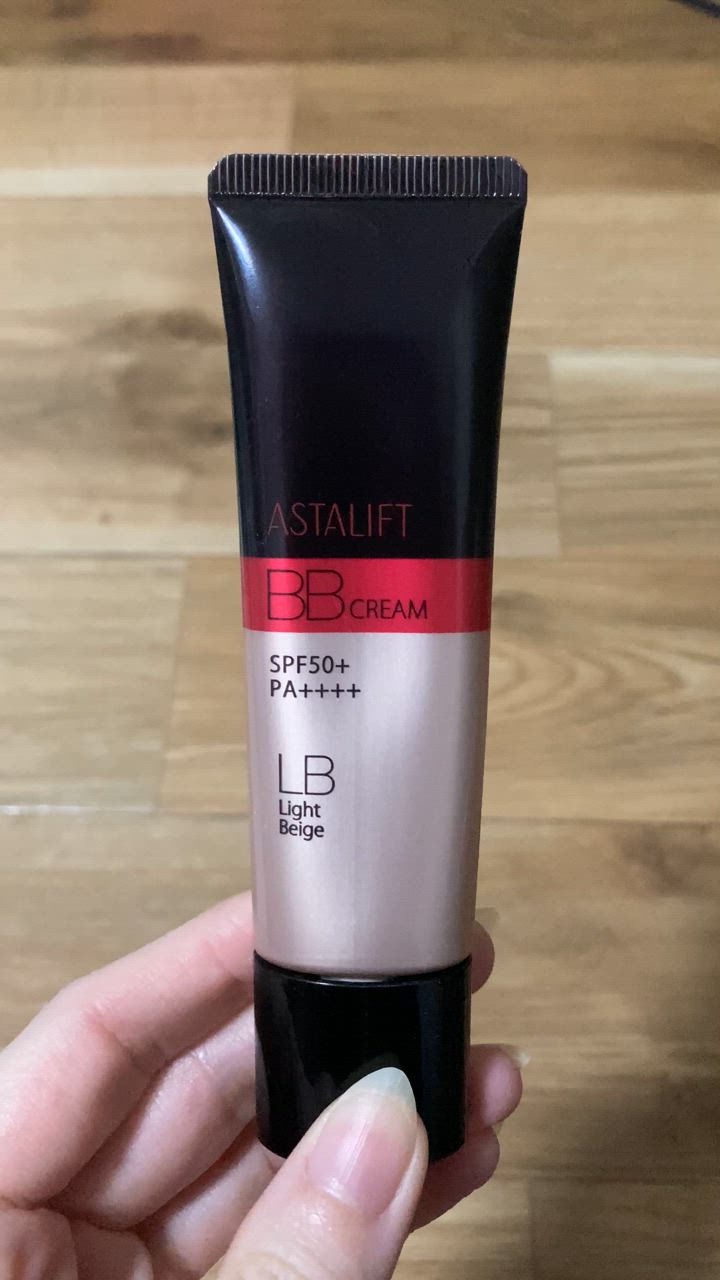 ASTALIFT
BB CREAM
SPF50+
PA++++
LB
Light
Beige